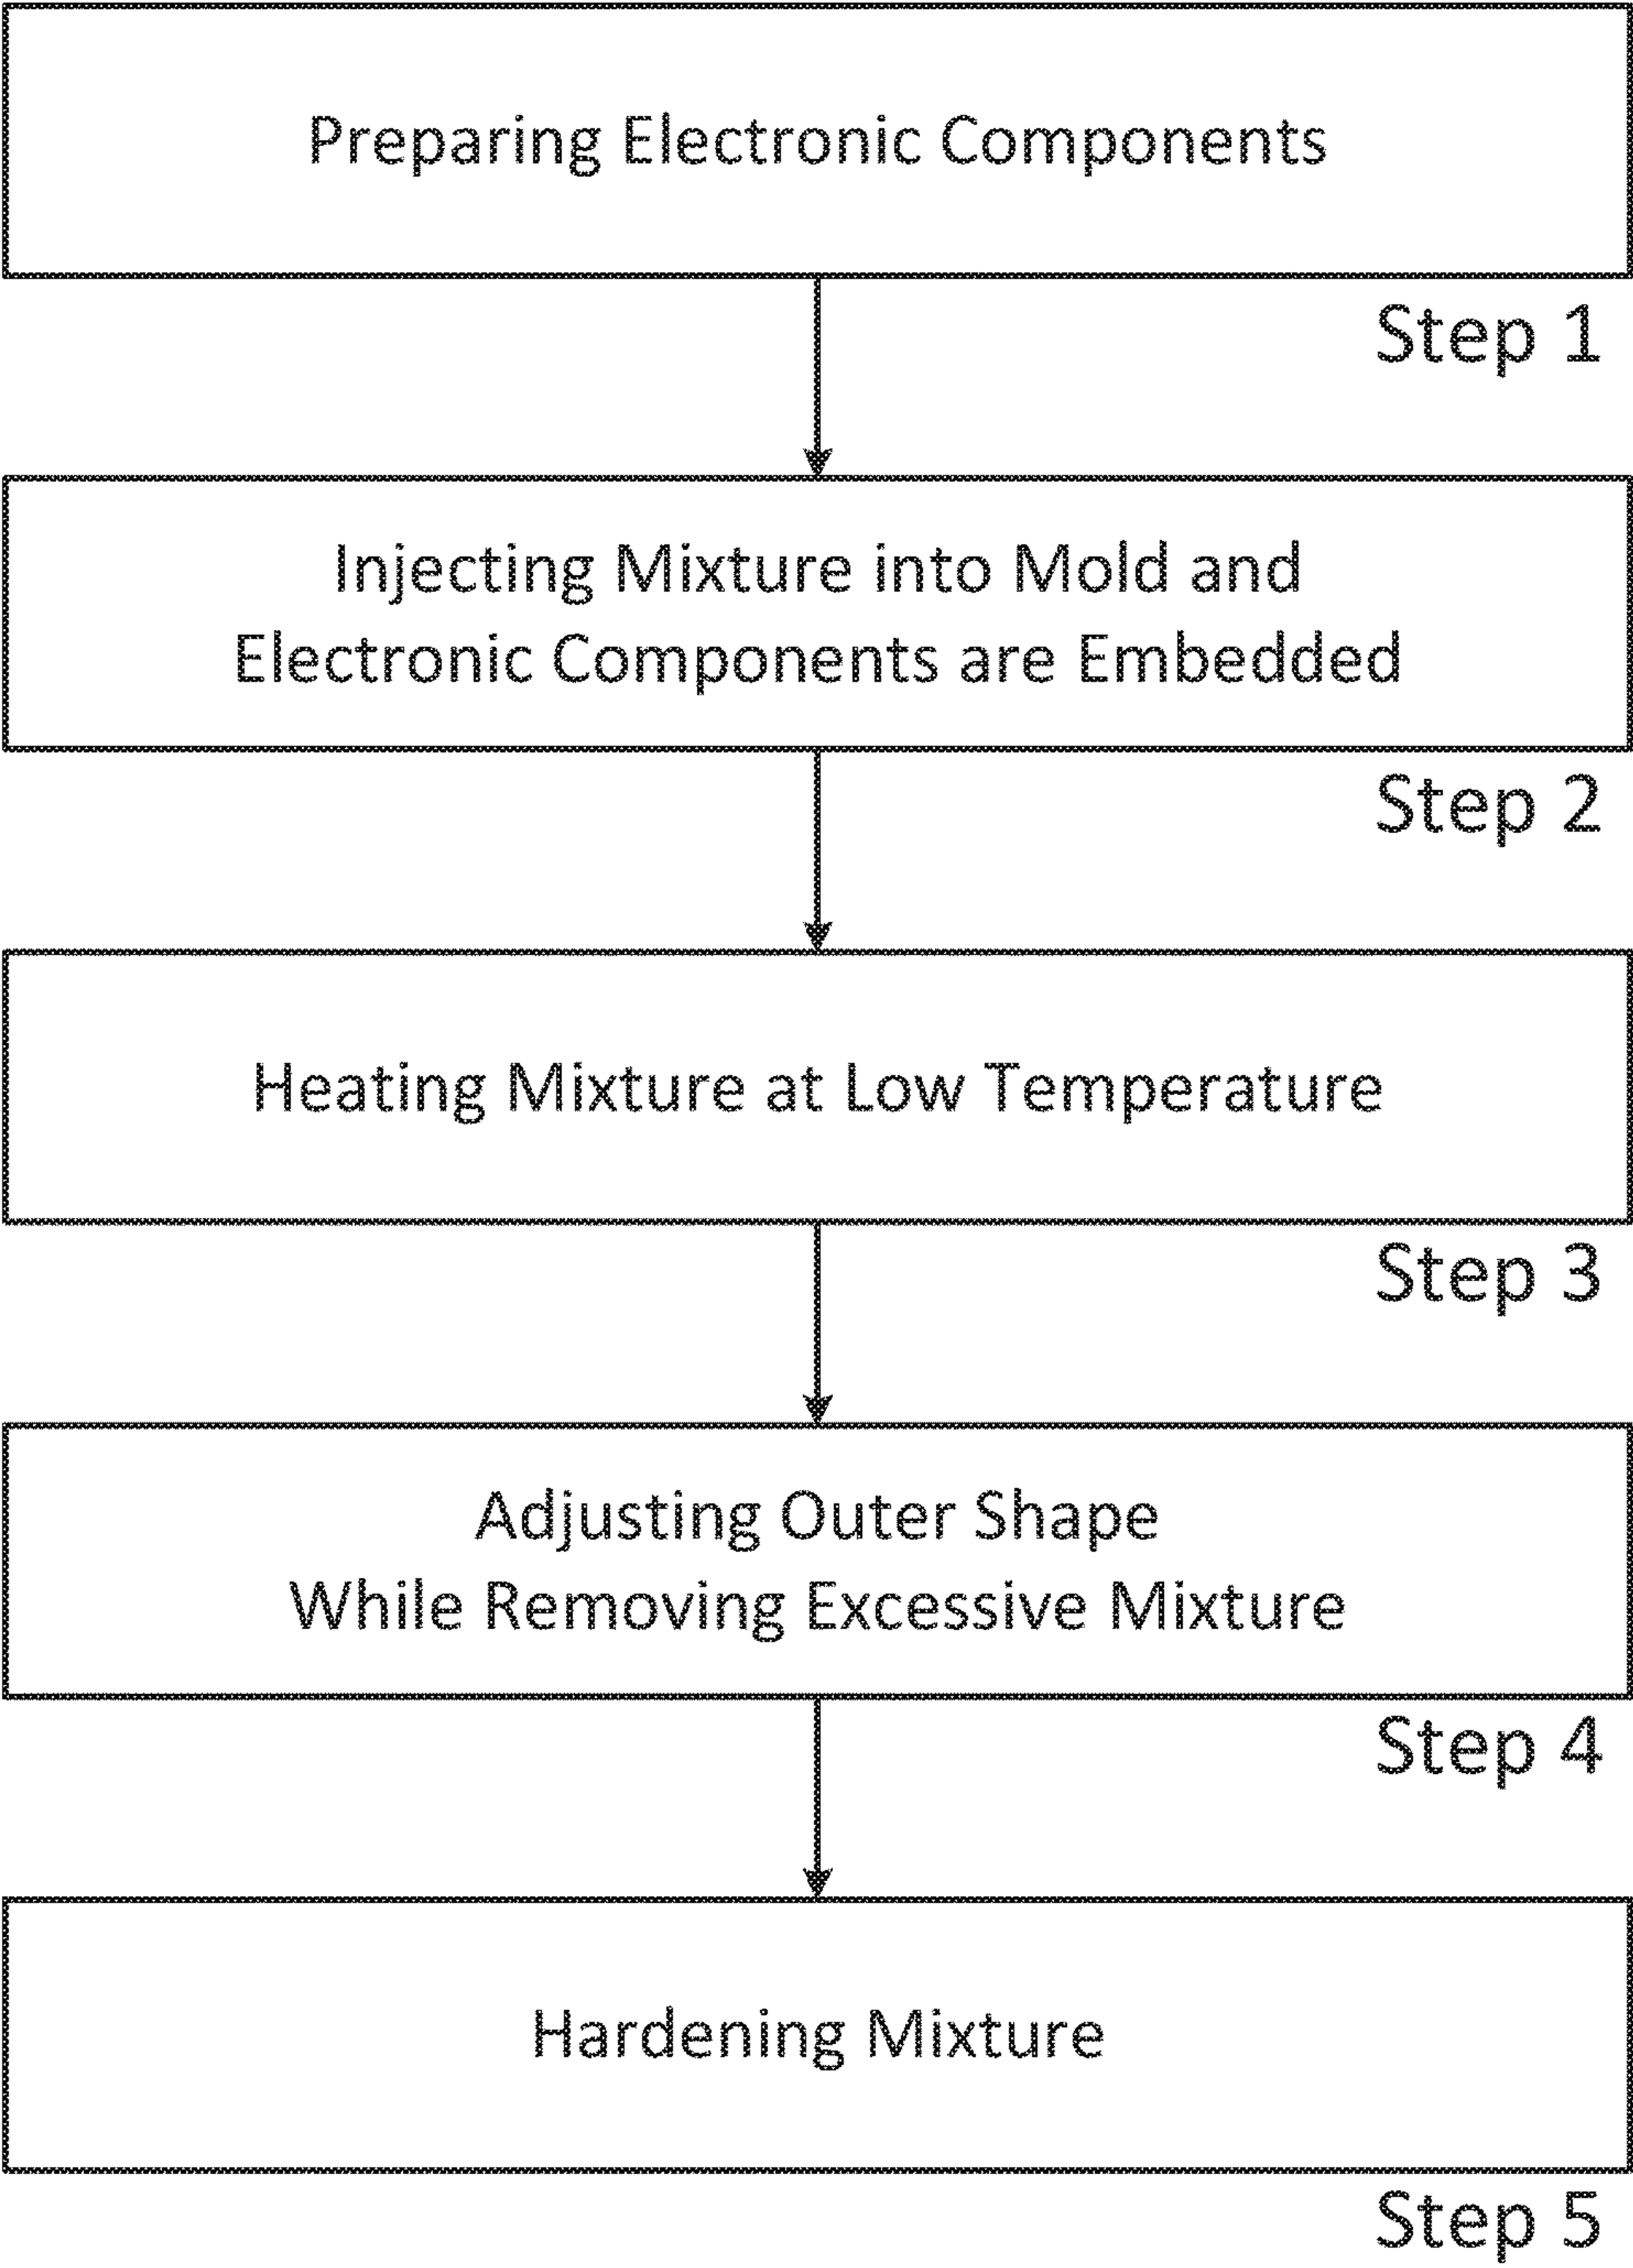 Preparing Electronic Components
Step 1
Injecting Mixture into Mold and
Electronic Components are Embedded
Step 2
Heating Mixture at Low Temperature
Step 3
Adjusting Outer Shape
While Removing Excessive Mixture
Step 4
Hardening Mixture
Step 5